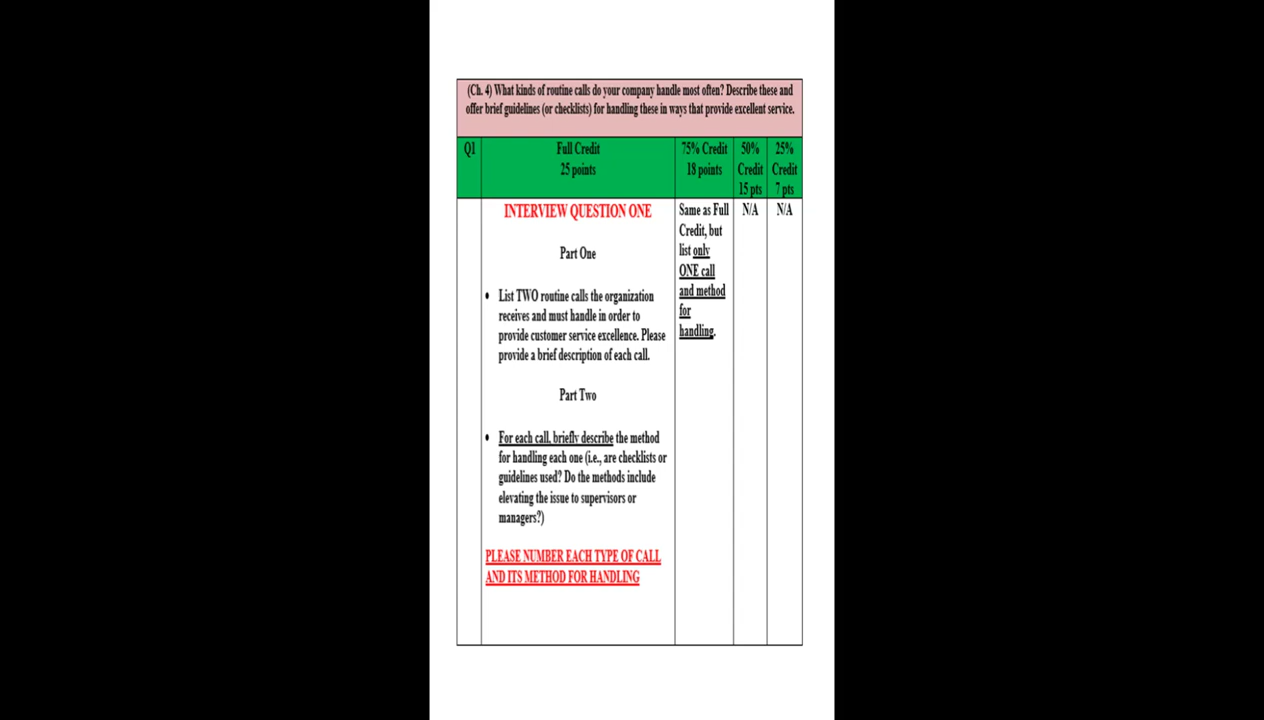 (Ch. 4) What kinds of routine calls do your company handle most often? Describe these and
offer brief guidelines (or checklists) for handling these in ways that provide excellent service.
Q1
Full Credit
25 points
75% Credit
18 points
50%
Credit
15 pts
25%
Credit
7 pts
INTERVIEW QUESTION ONE
Part One
• List TWO routine calls the organization
receives and must handle in order to
provide customer service excellence. Please
provide a brief description of each call.
Part Two
• For each call, briefly describe the method
for handling each one (i.e., are checklists or
guidelines used? Do the methods include
elevating the issue to supervisors or
managers?)
PLEASE NUMBER EACH TYPE OF CALL
AND ITS METHOD FOR HANDLING
Same as Full
Credit, but
list only
ONE call
and method
for
handling.
N/A
N/A